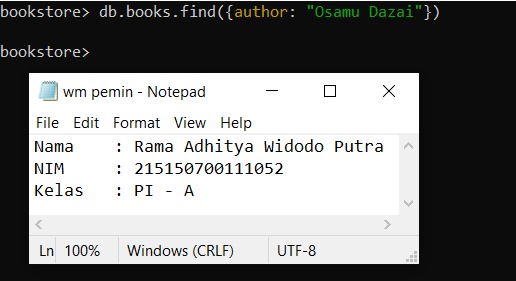 bookstore> db.books.find({author: "Osamu Dazai"})
bookstore>
wm pemin - Notepad
File Edit Format View Help
Nama : Rama Adhitya Widodo Putra
NIM : 215150700111052
Kelas : PI - A
Ln 100% Windows (CRLF) UTF-8